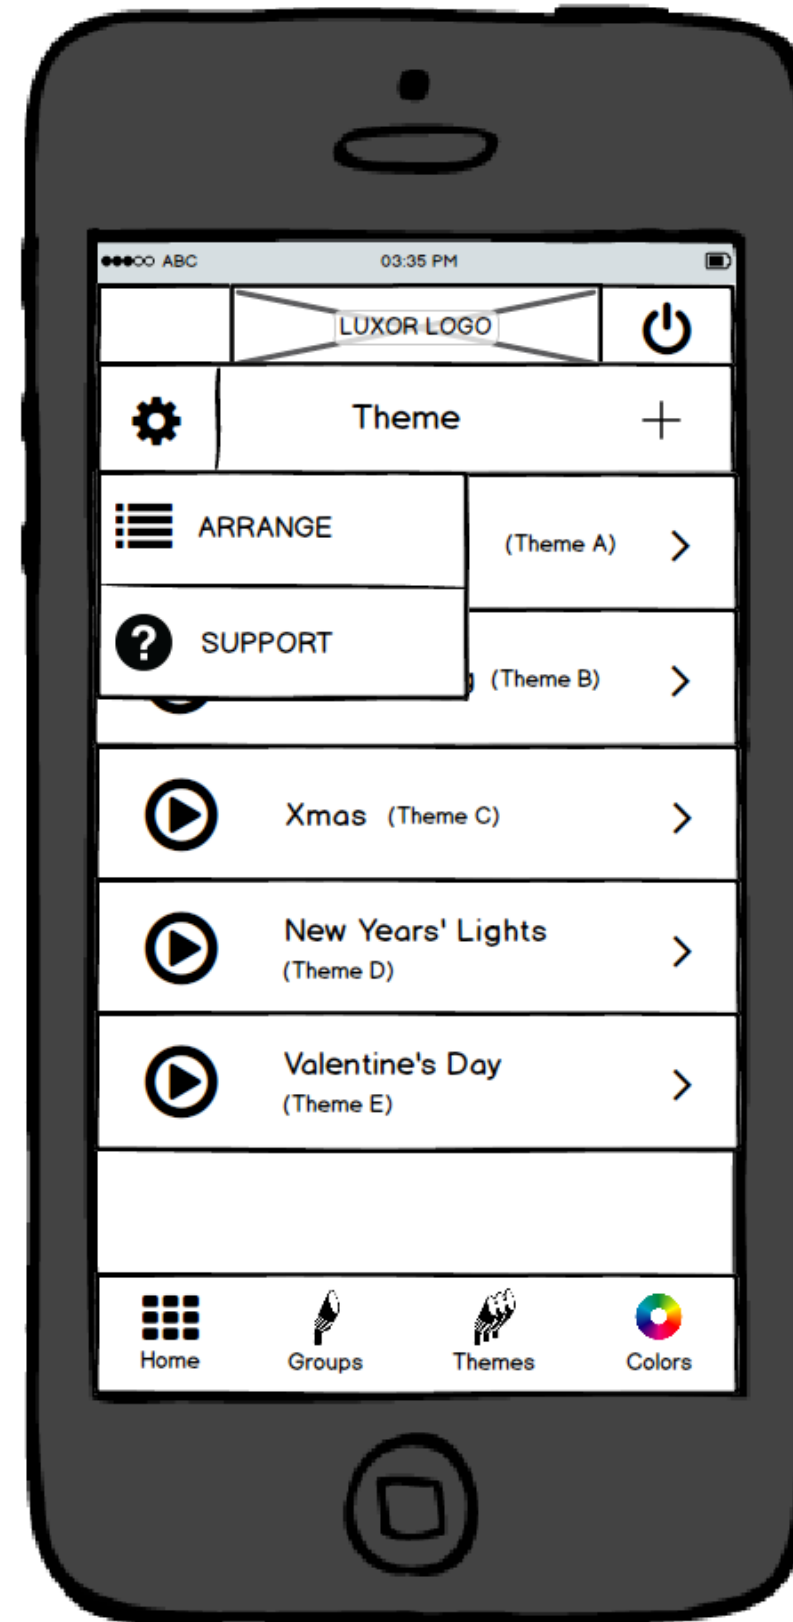 ABC 03:35 PM
LUXOR LOGO
Theme
ARRANGE
(Theme A)
SUPPORT
(Theme B)
Xmas (Theme C)
New Years' Lights
(Theme D)
Valentine's Day
(Theme E)
Home Groups Themes Colors